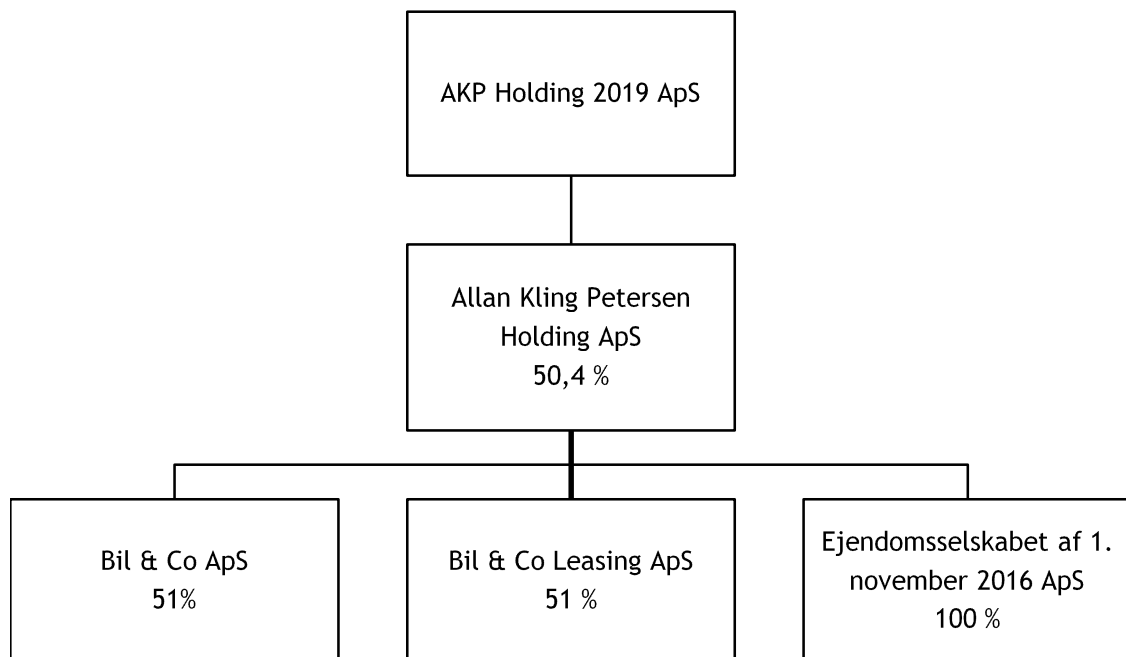 AKP Holding 2019 ApS
Allan Kling Petersen
Holding ApS
50,4 %
Bil & Co ApS
51%
Bil & Co Leasing ApS
51 %
Ejendomsselskabet af 1.
november 2016 ApS
100 %